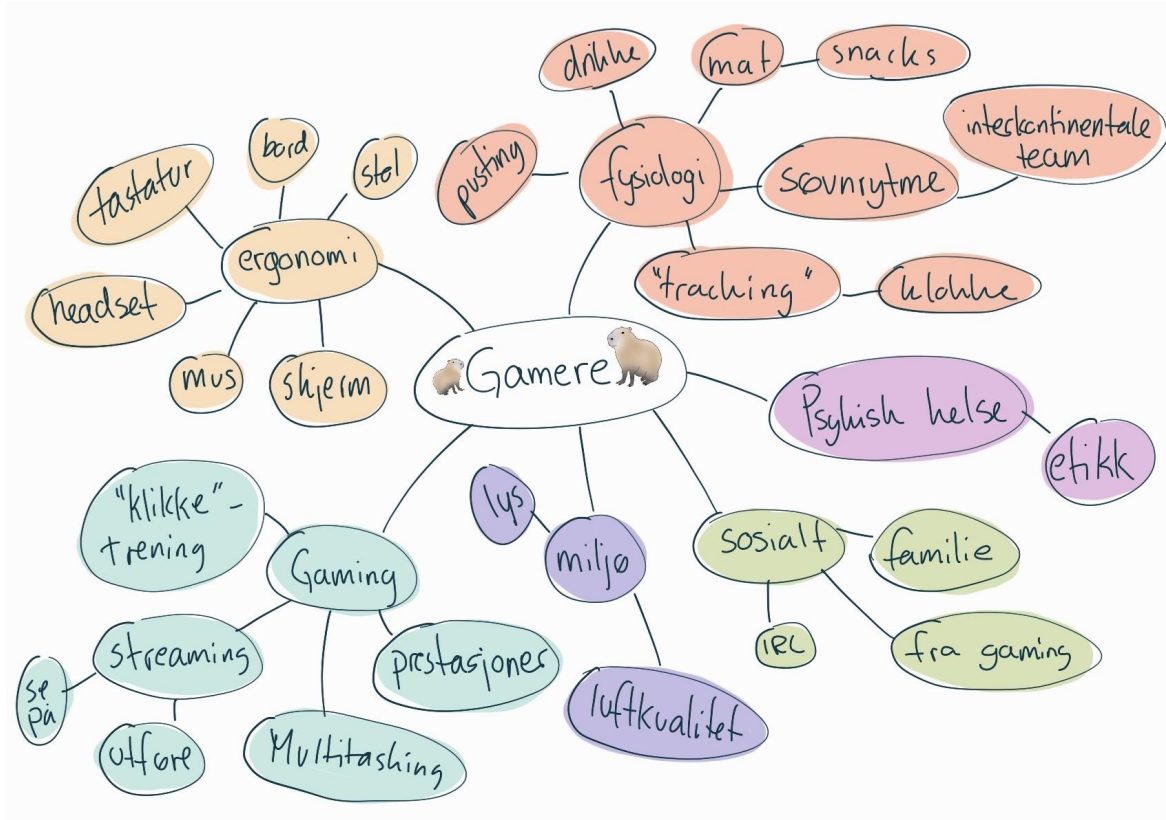 drikke
mat
snacks
pusting
fysiologi
søvnrytme
interkontinentale
team
"tracking"
klokke
bord
stol
tastatur
ergonomi
headset
mus
skjerm
Gamere
Psykisk helse
etikk
"klikke"-
trening
Gaming
streaming
se
på
utføre
Multitasking
prestasjoner
lys
miljø
luftkvalitet
sosialt
familie
IRL
fra gaming